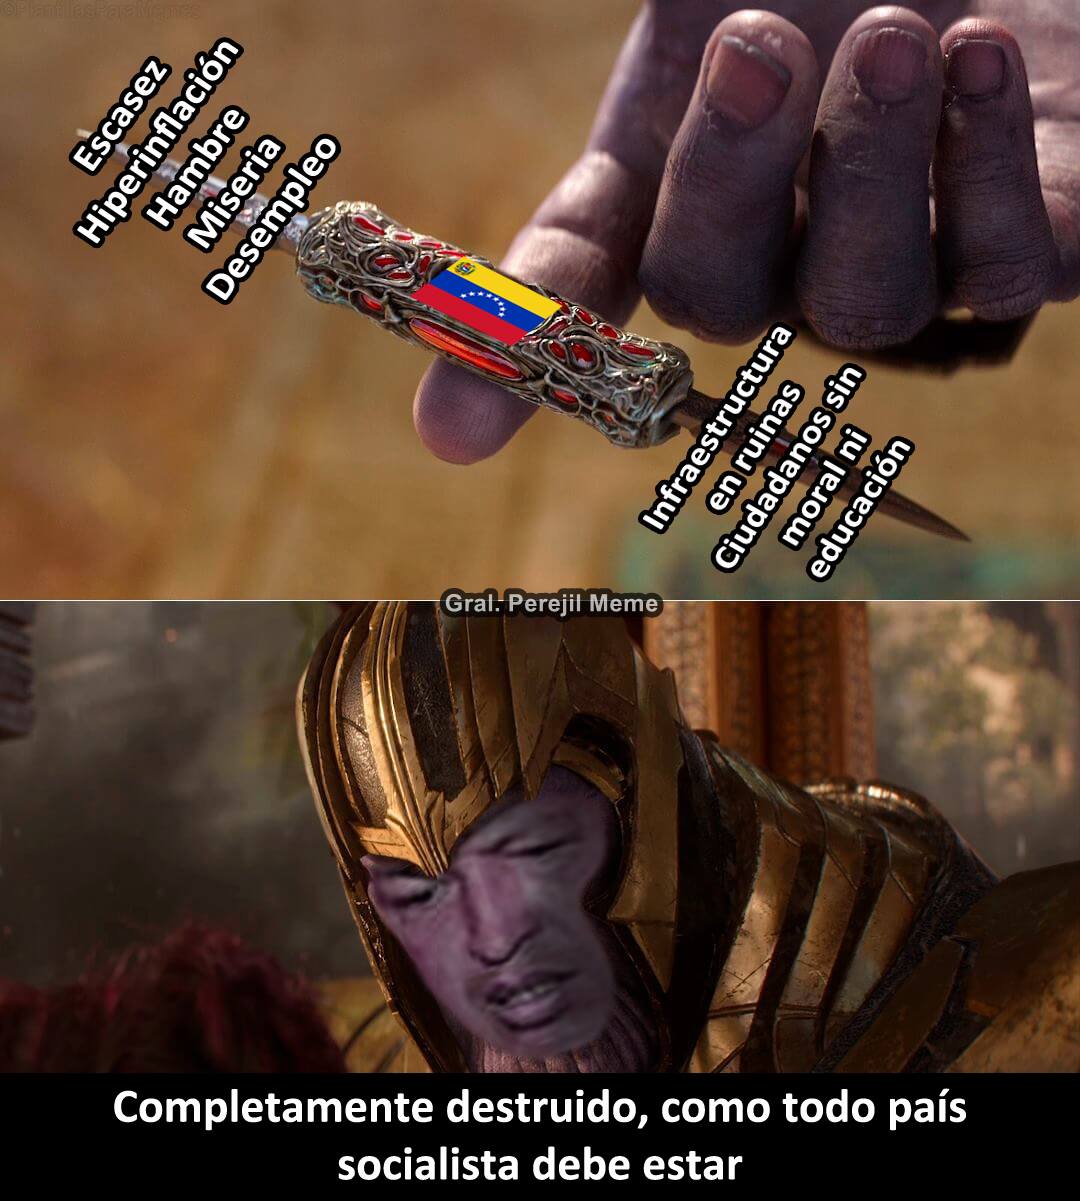 ©PlantillasParaMemes
Escasez
Hiperinflación
Hambre
Miseria
Desempleo
Infraestructura
en ruinas
Ciudadanos sin
moral ni
educación
Gral. Perejil Meme
Completamente destruido, como todo país
socialista debe estar